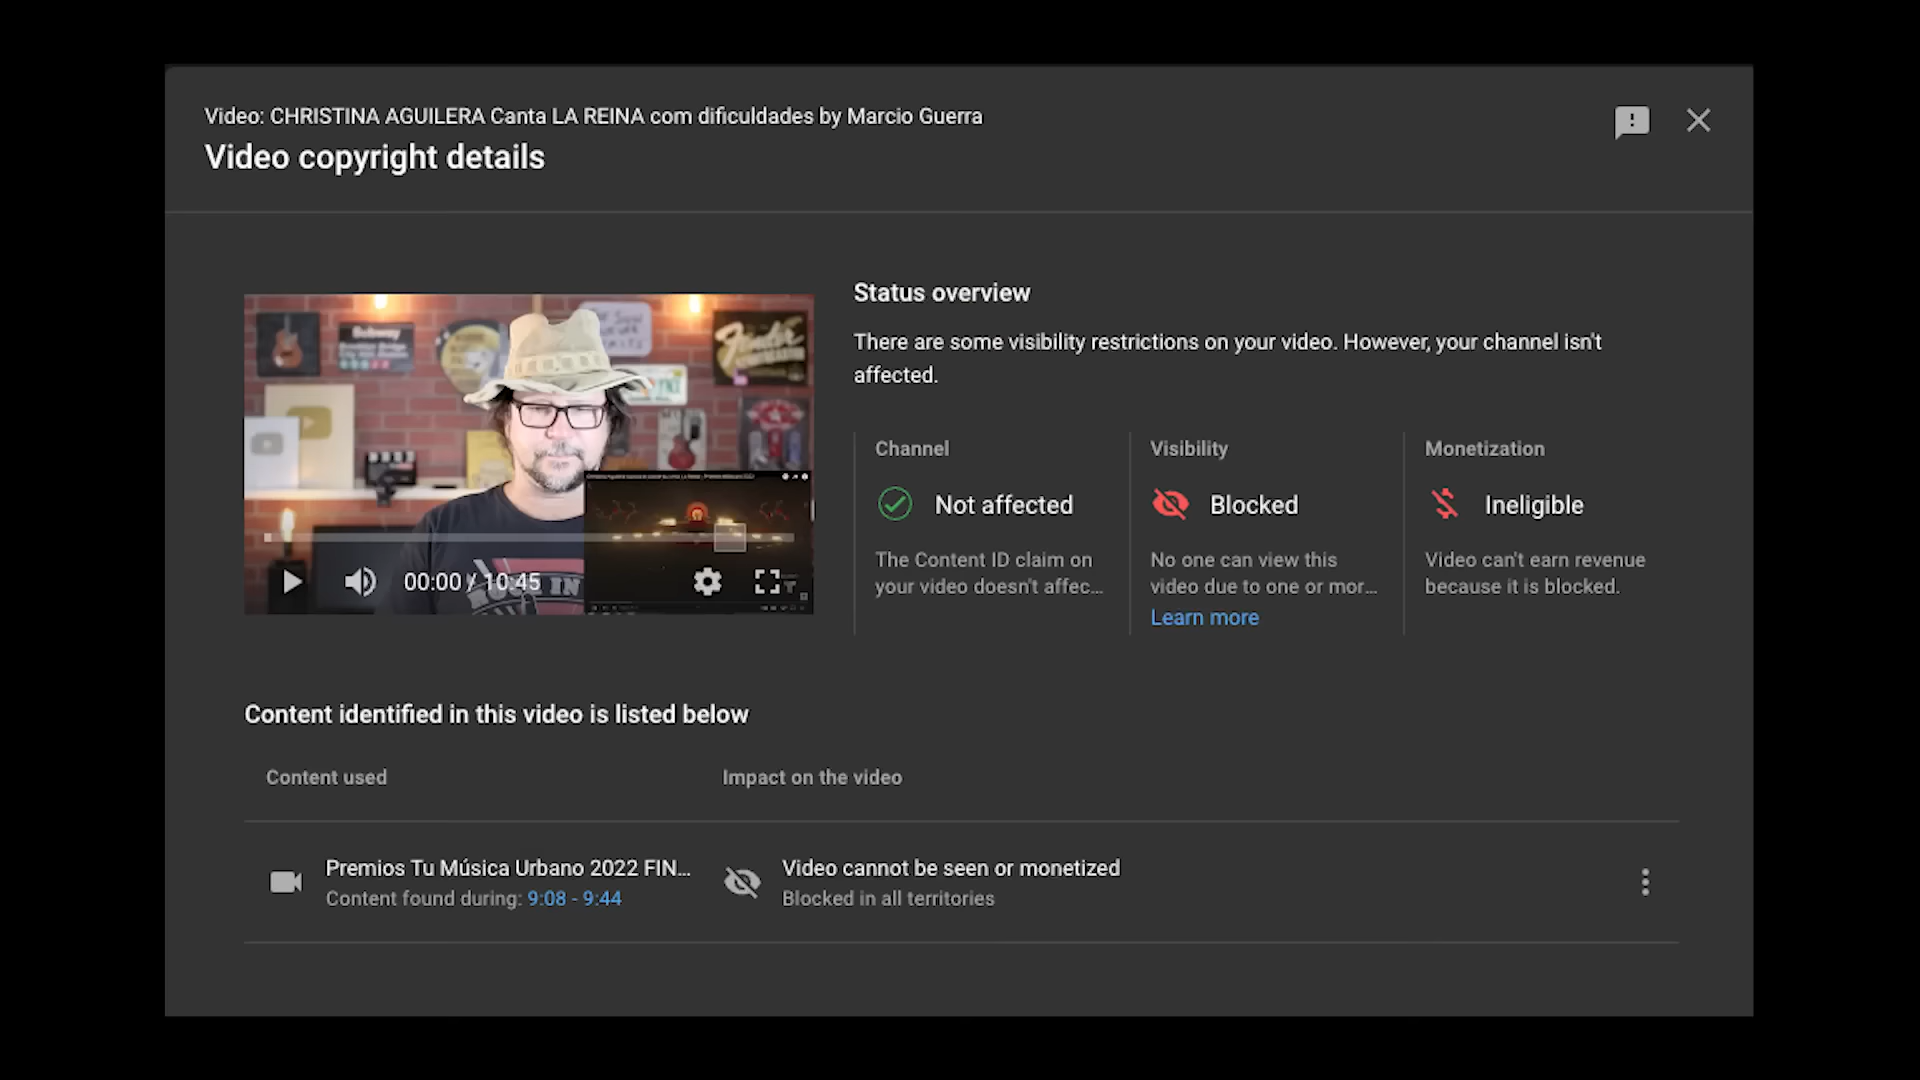 Video: CHRISTINA AGUILERA Canta LA REINA com dificuldades by Marcio Guerra
Video copyright details
Status overview
There are some visibility restrictions on your video. However, your channel isn't
affected.
Channel
Not affected
The Content ID claim on
your video doesn't affec...
Visibility
Blocked
No one can view this
video due to one or mor...
Learn more
Monetization
Ineligible
Video can't earn revenue
because it is blocked.
Subway
Fender
ROCK IN
00:00 / 10:45
Content identified in this video is listed below
Content used
Impact on the video
Premios Tu Música Urbano 2022 FIN...
Content found during: 9:08 - 9:44
Video cannot be seen or monetized
Blocked in all territories